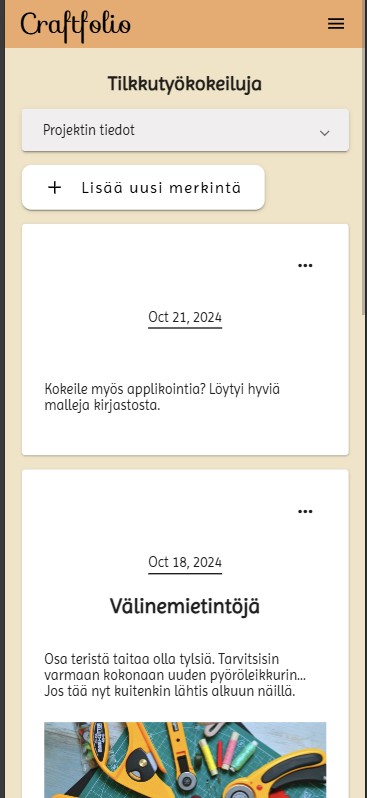 Craftfolio
Tilkkutyökokeiluja
Projektin tiedot
+ Lisää uusi merkintä
...
Oct 21, 2024
Kokeile myös applikointia? Löytyi hyviä
malleja kirjastosta.
...
Oct 18, 2024
Välinemietintöjä
Osa teristä taitaa olla tylsiä. Tarvitsisin
varmaan kokonaan uuden pyöröleikkurin...
Jos tää nyt kuitenkin lähtis alkuun näillä.